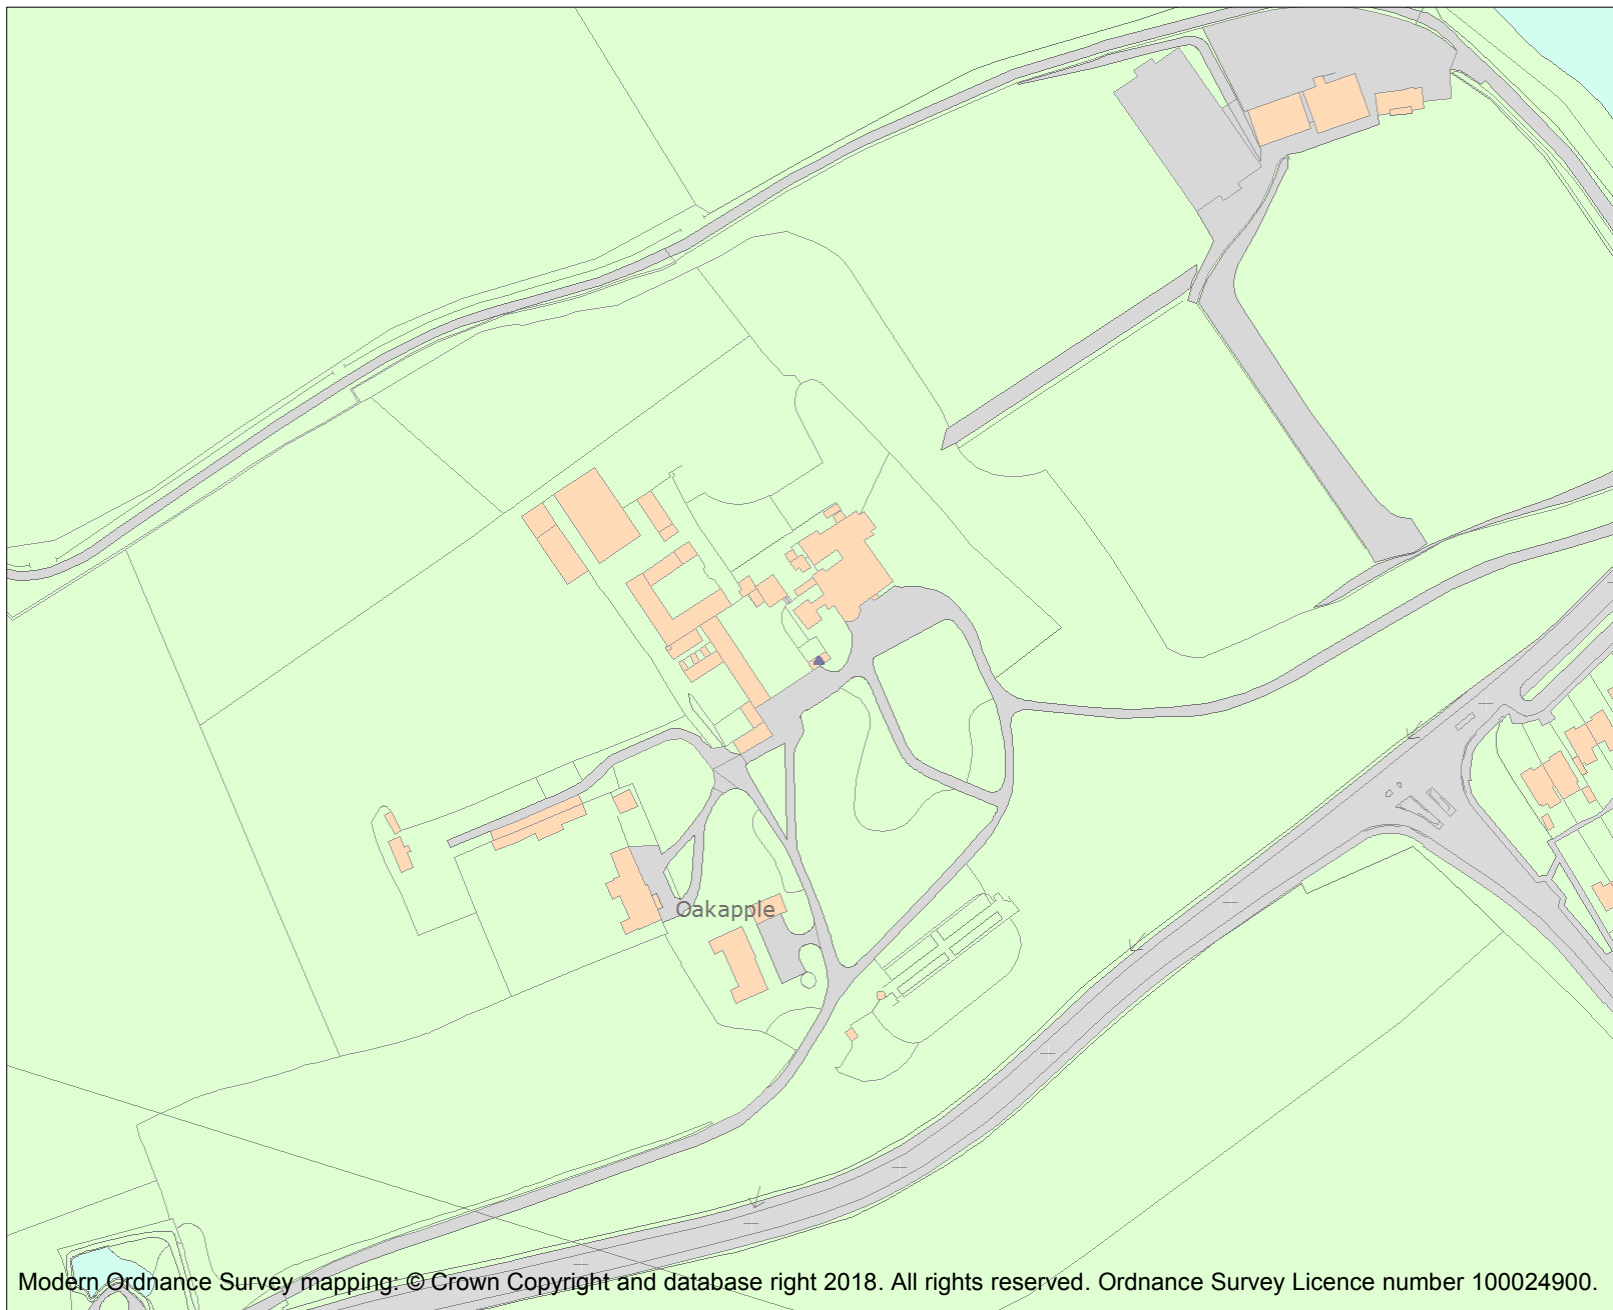 Oakapple
Modern Ordnance Survey mapping: © Crown Copyright and database right 2018. All rights reserved. Ordnance Survey Licence number 100024900.